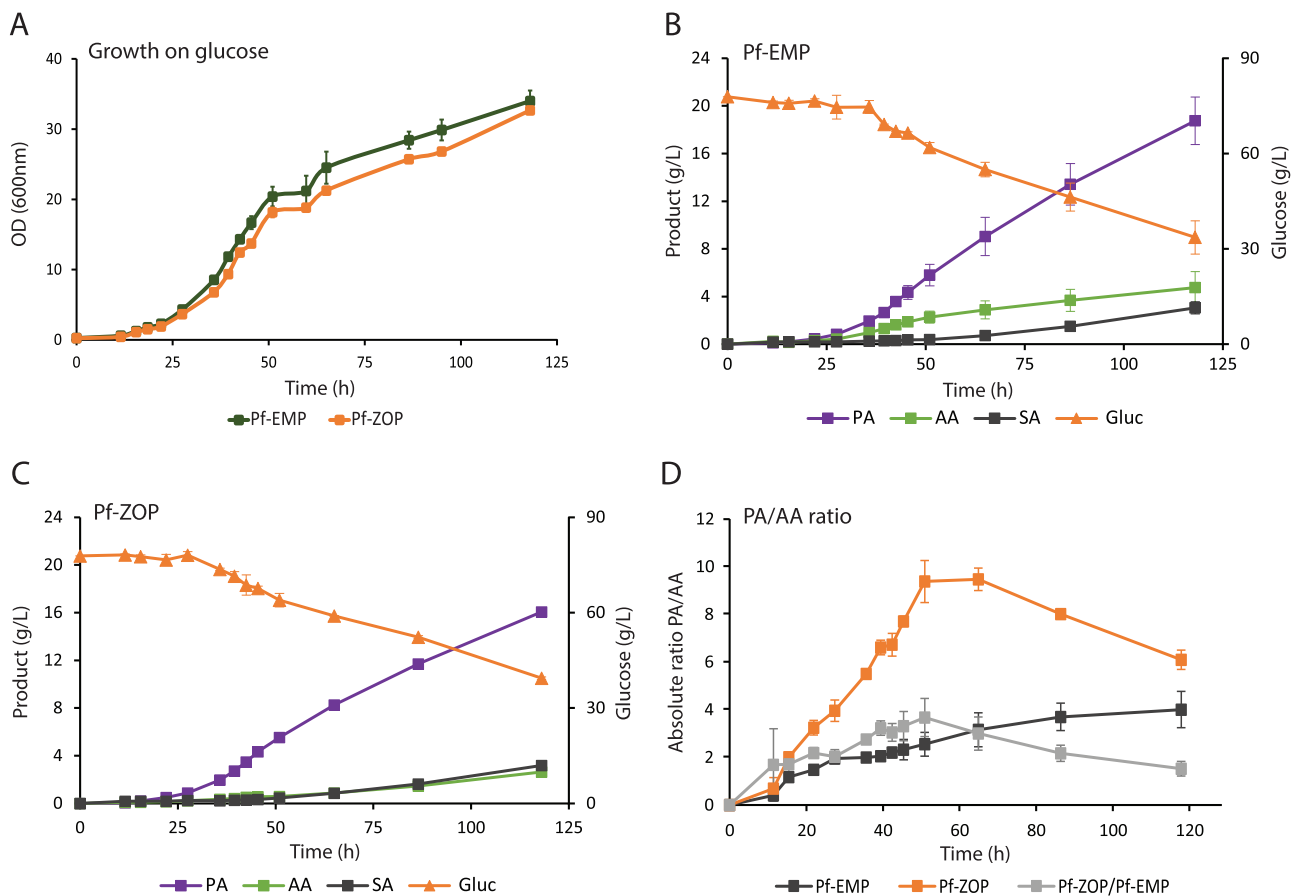 A
Growth on glucose
OD (600nm)
40
30
20
10
0
0 25 50 75 100 125
Time (h)
Pf-EMP Pf-ZOP
B
Pf-EMP
Product (g/L)
24
20
16
12
8
4
0
90
60
30
0
Glucose (g/L)
0 25 50 75 100 125
Time (h)
PA AA SA Gluc
C
Pf-ZOP
Product (g/L)
24
20
16
12
8
4
0
90
60
30
0
Glucose (g/L)
0 25 50 75 100 125
Time (h)
PA AA SA Gluc
D
PA/AA ratio
Absolute ratio PA/AA
12
10
8
6
4
2
0
0 20 40 60 80 100 120
Time (h)
Pf-EMP Pf-ZOP Pf-ZOP/Pf-EMP